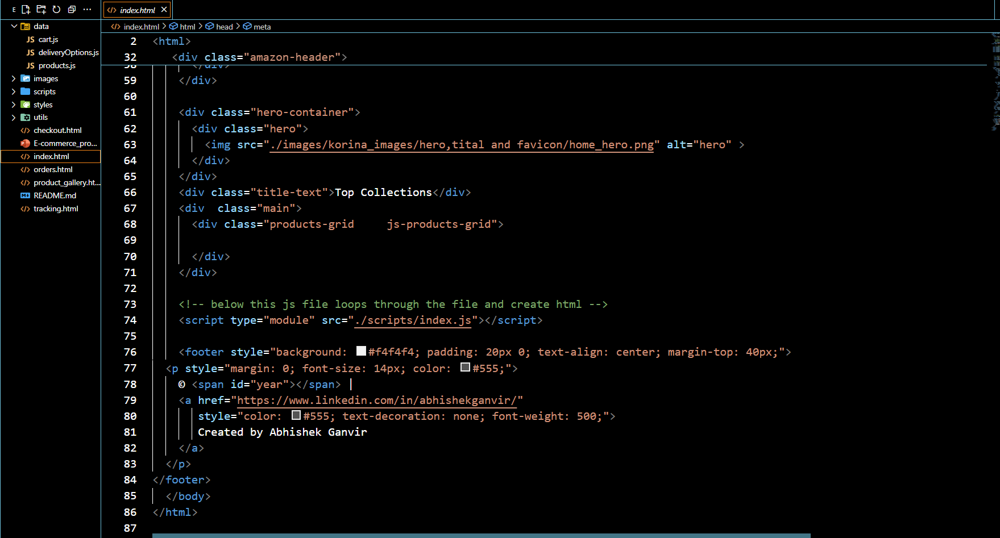 E
index.html
data
cart.js
deliveryOptions.js
products.js
images
scripts
styles
utils
checkout.html
E-commerce_pro...
index.html
orders.html
product_gallery.ht...
README.md
tracking.html
index.html > html > head > meta
2 <html>
32 <div class="amazon-header">
58 </div>
59 </div>
60
61 <div class="hero-container">
62 <div class="hero">
63 <img src="./images/korina_images/hero,tital and favicon/home_hero.png" alt="hero" >
64 </div>
65 </div>
66 <div class="title-text">Top Collections</div>
67 <div  class="main">
68 <div class="products-grid     js-products-grid">
69
70 </div>
71 </div>
72
73 <!-- below this js file loops through the file and create html -->
74 <script type="module" src="./scripts/index.js"></script>
75
76 <footer style="background: #f4f4f4; padding: 20px 0; text-align: center; margin-top: 40px;">
77 <p style="margin: 0; font-size: 14px; color: #555;">
78 © <span id="year"></span> |
79 <a href="https://www.linkedin.com/in/abhishekganvir/"
80 style="color: #555; text-decoration: none; font-weight: 500;">
81 Created by Abhishek Ganvir
82 </a>
83 </p>
84 </footer>
85 </body>
86 </html>
87